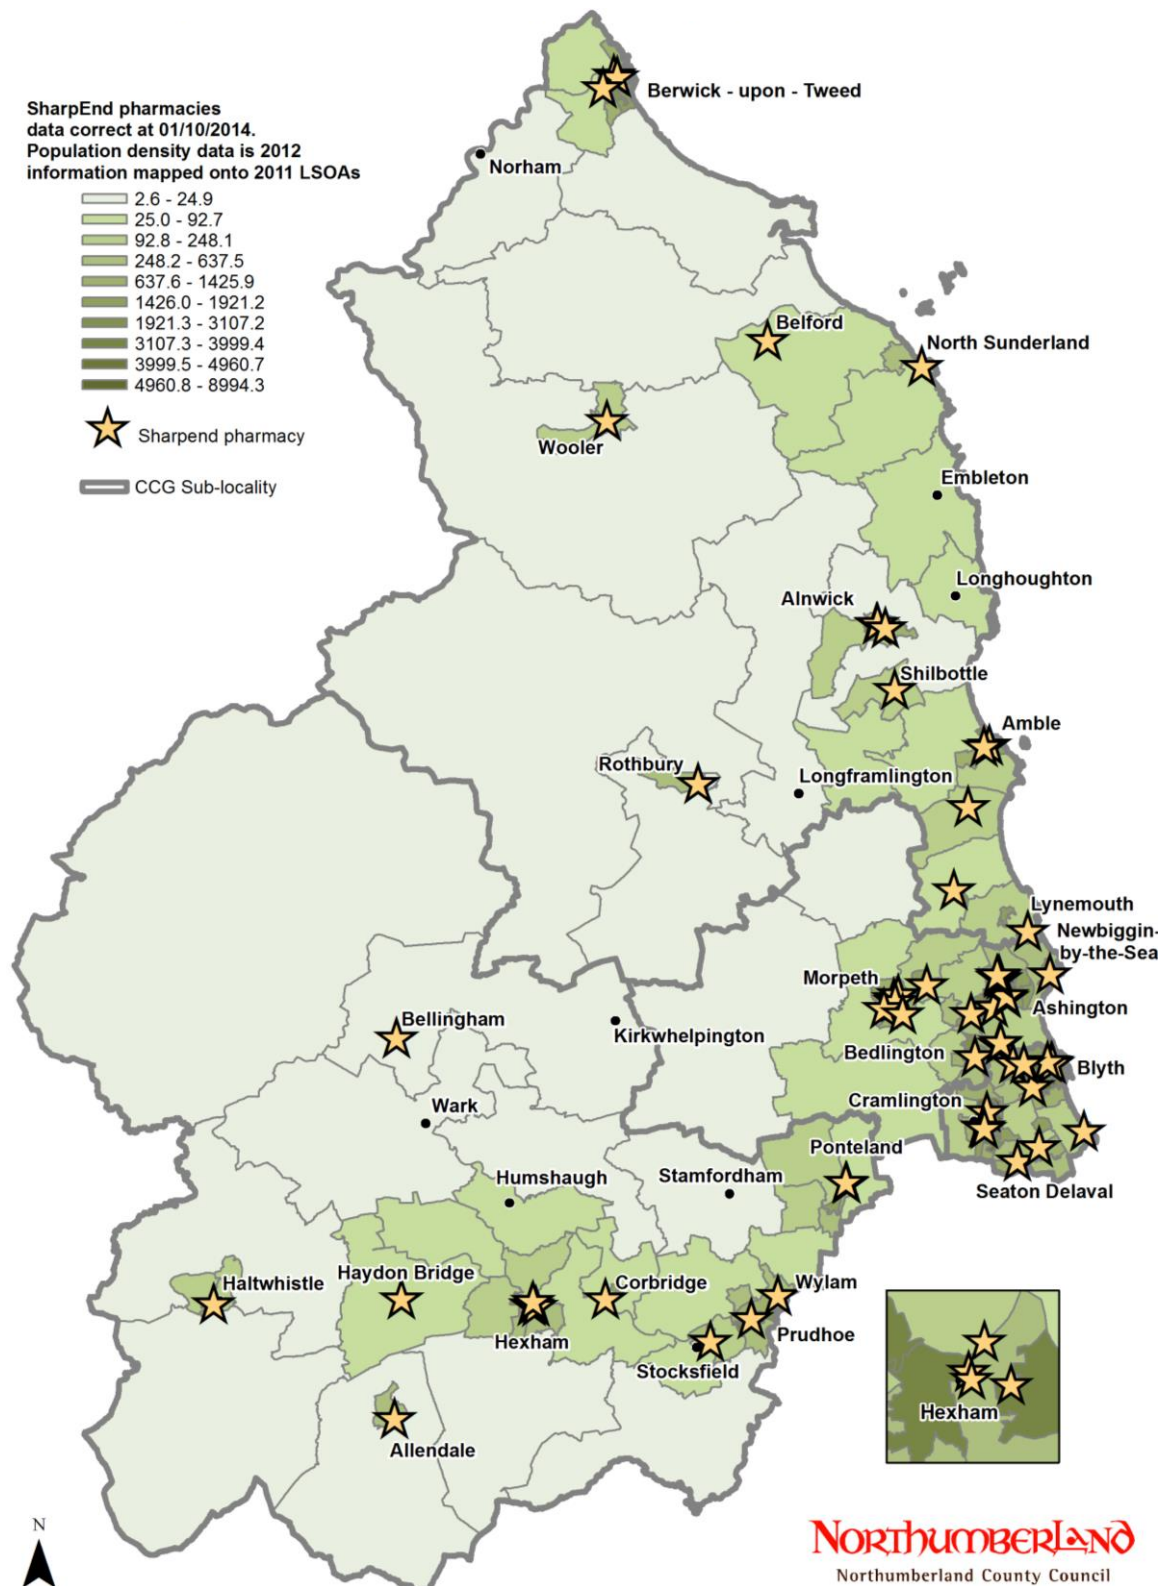 SharpEnd pharmacies
data correct at 01/10/2014.
Population density data is 2012
information mapped onto 2011 LSOAs
2.6 - 24.9
25.0 - 92.7
92.8 - 248.1
248.2 - 637.5
637.6 - 1425.9
1426.0 - 1921.2
1921.3 - 3107.2
3107.3 - 3999.4
3999.5 - 4960.7
4960.8 - 8994.3
Sharpend pharmacy
CCG Sub-locality
Berwick - upon - Tweed
Norham
Belford
North Sunderland
Wooler
Embleton
Longhoughton
Alnwick
Shilbottle
Amble
Rothbury
Longframlington
Lynemouth
Newbiggin-
by-the-Sea
Morpeth
Ashington
Bellingham
Kirkwhelpington
Bedlington
Blyth
Wark
Cramlington
Ponteland
Humshaugh
Stamfordham
Seaton Delaval
Haltwhistle
Haydon Bridge
Corbridge
Wylam
Hexham
Prudhoe
Stocksfield
Allendale
Hexham
N
NORTHUMBERLAND
Northumberland County Council